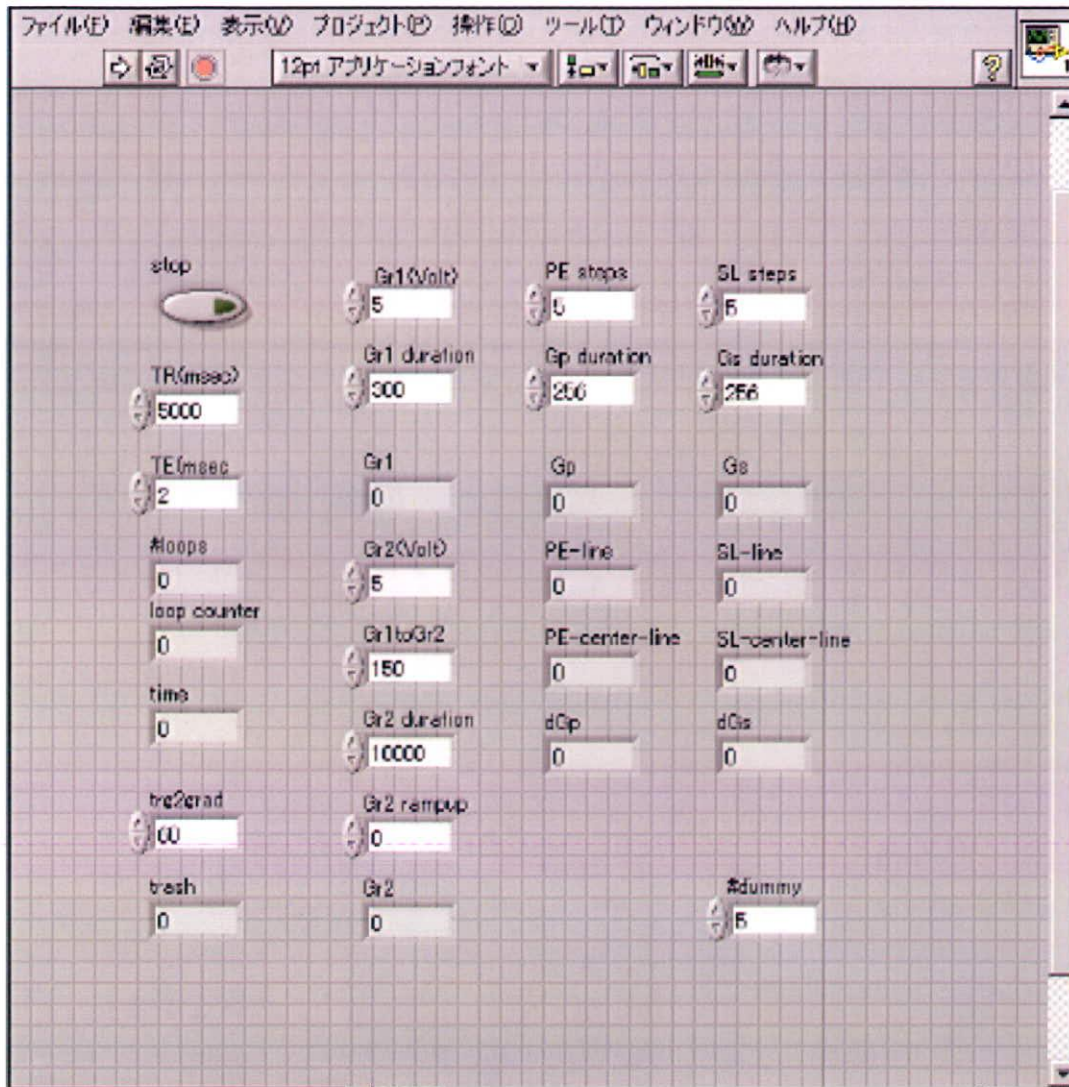 ファイル(F) 編集(E) 表示(V) プロジェクト(P) 操作(O) ツール(T) ウィンドウ(W) ヘルプ(H)
12pt アプリケーションフォント
?
stop
Gr1(Volt)
5
PE steps
5
SL steps
5
TR(msec)
5000
Gr1 duration
300
Gp duration
256
Gs duration
256
TE(msec
2
Gr1
0
Gp
0
Gs
0
#loops
0
Gr2(Volt)
5
PE-line
0
SL-line
0
loop counter
0
Gr1toGr2
150
PE-center-line
0
SL-center-line
0
time
0
Gr2 duration
10000
dGp
0
dGs
0
trg2grad
60
Gr2 rampup
0
trash
0
Gr2
0
#dummy
5